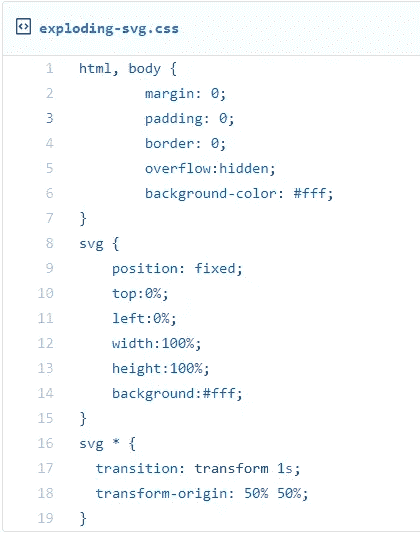 exploding-svg.css
1 html, body {
2 margin: 0;
3 padding: 0;
4 border: 0;
5 overflow:hidden;
6 background-color: #fff;
7 }
8 svg {
9 position: fixed;
10 top:0%;
11 left:0%;
12 width:100%;
13 height:100%;
14 background:#fff;
15 }
16 svg * {
17 transition: transform 1s;
18 transform-origin: 50% 50%;
19 }